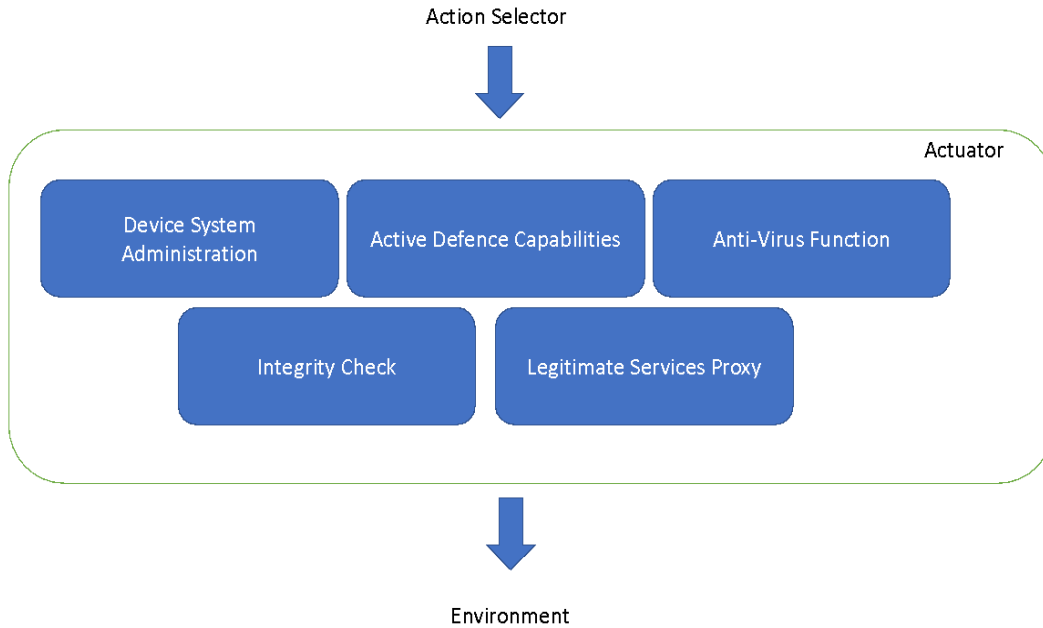 Action Selector
Actuator
Device System
Administration
Active Defence Capabilities
Anti-Virus Function
Integrity Check
Legitimate Services Proxy
Environment